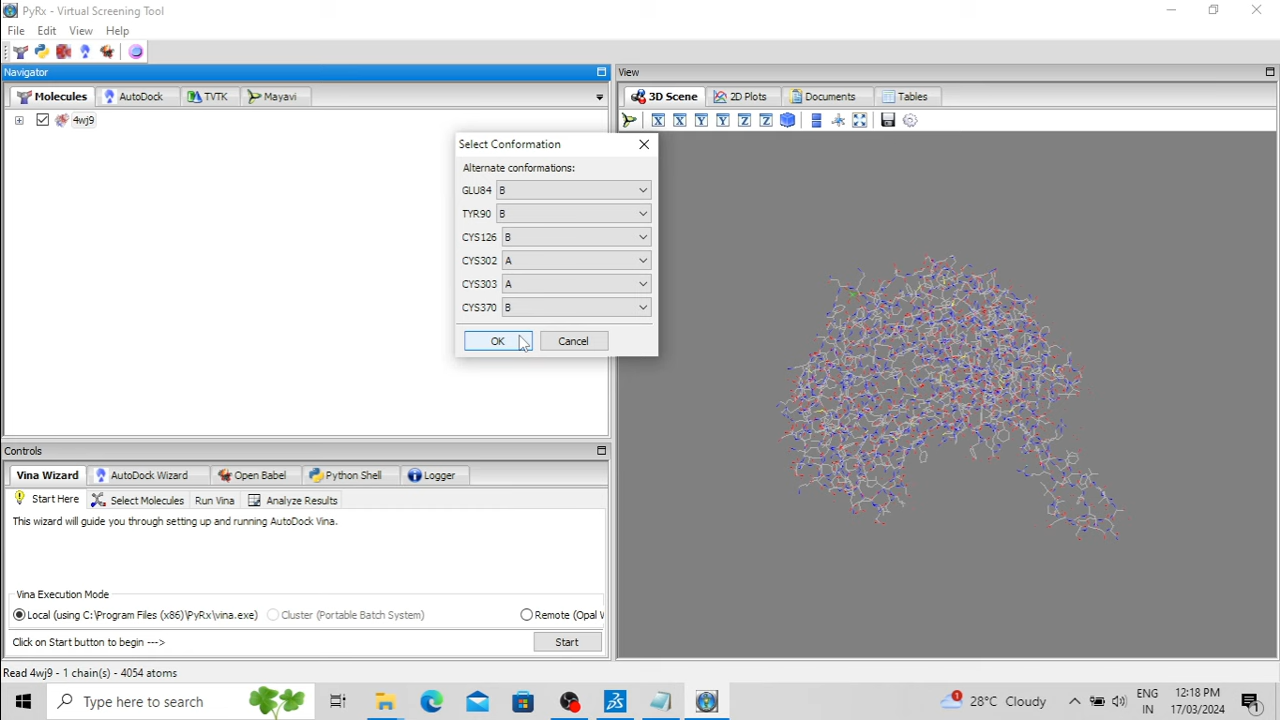 PyRx - Virtual Screening Tool
File Edit View Help
Navigator
Molecules AutoDock TVTK Mayavi
4wj9
View
3D Scene 2D Plots Documents Tables
X X Y Y Z Z
Select Conformation
Alternate conformations:
GLU84 B
TYR90 B
CYS126 B
CYS302 A
CYS303 A
CYS370 B
OK Cancel
Controls
Vina Wizard AutoDock Wizard Open Babel Python Shell Logger
Start Here Select Molecules Run Vina Analyze Results
This wizard will guide you through setting up and running AutoDock Vina.
Vina Execution Mode
Local (using C:\Program Files (x86)\PyRx\vina.exe) Cluster (Portable Batch System) Remote (Opal W
Click on Start button to begin ---> Start
Read 4wj9 - 1 chain(s) - 4054 atoms
Type here to search 1 28°C Cloudy ENG IN 12:18 PM 17/03/2024 1